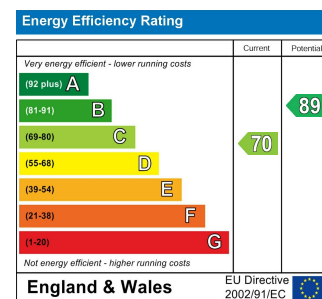 Energy Efficiency Rating
Current Potential
Very energy efficient - lower running costs
(92 plus) A
(81-91) B
89
(69-80) C
70
(55-68) D
(39-54) E
(21-38) F
(1-20) G
Not energy efficient - higher running costs
England & Wales
EU Directive
2002/91/EC